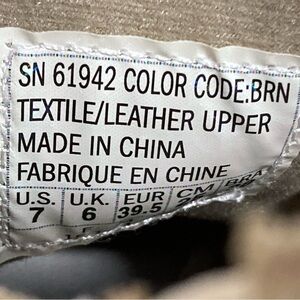 SN 61942 COLOR CODE:BRN
TEXTILE/LEATHER UPPER
MADE IN CHINA
FABRIQUE EN CHINE
U.S. U.K. EUR CM BRA
7 6 39.5